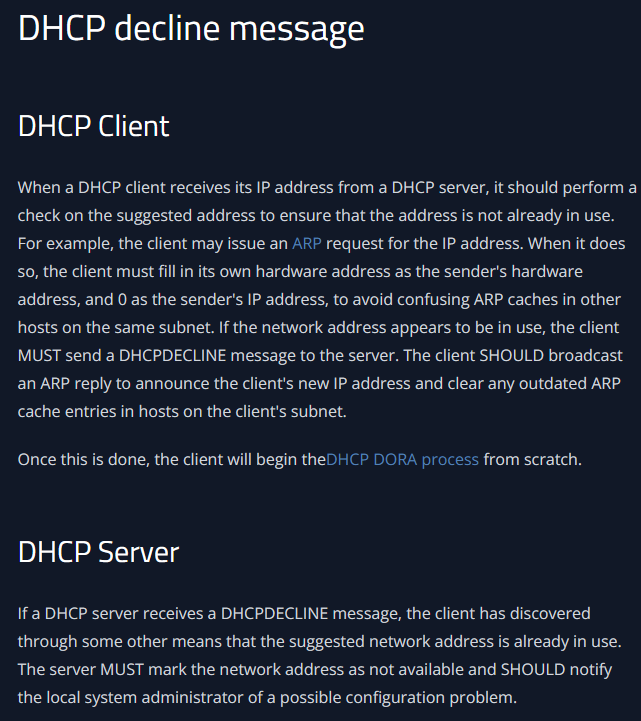 DHCP decline message
DHCP Client
When a DHCP client receives its IP address from a DHCP server, it should perform a
check on the suggested address to ensure that the address is not already in use.
For example, the client may issue an ARP request for the IP address. When it does
so, the client must fill in its own hardware address as the sender's hardware
address, and 0 as the sender's IP address, to avoid confusing ARP caches in other
hosts on the same subnet. If the network address appears to be in use, the client
MUST send a DHCPDECLINE message to the server. The client SHOULD broadcast
an ARP reply to announce the client's new IP address and clear any outdated ARP
cache entries in hosts on the client's subnet.
Once this is done, the client will begin theDHCP DORA process from scratch.
DHCP Server
If a DHCP server receives a DHCPDECLINE message, the client has discovered
through some other means that the suggested network address is already in use.
The server MUST mark the network address as not available and SHOULD notify
the local system administrator of a possible configuration problem.